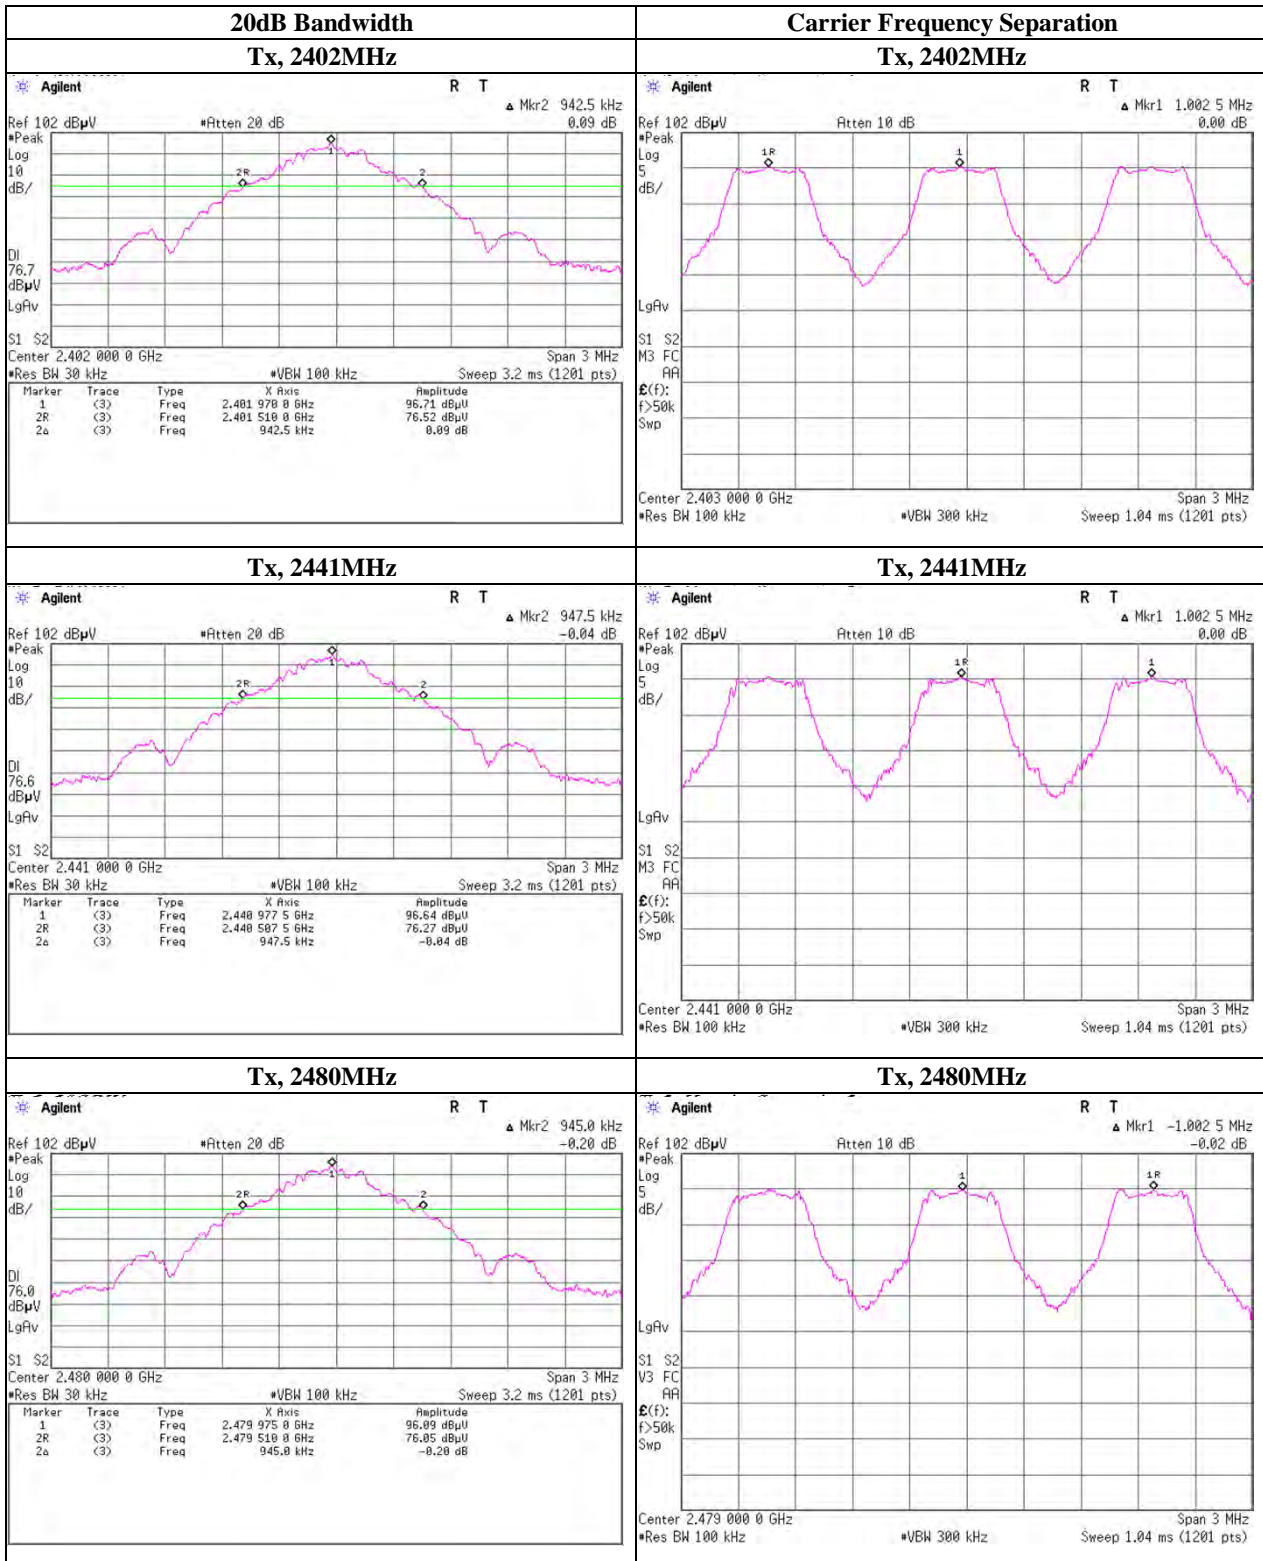 20dB Bandwidth
Carrier Frequency Separation
Tx, 2402MHz
Tx, 2402MHz
Agilent
R T
Δ Mkr2 942.5 kHz
Ref 102 dBµV
#Atten 20 dB
0.09 dB
#Peak
Log
10
dB/
2R
1
2
DI
76.7
dBµV
LgAv
S1 S2
Center 2.402 000 0 GHz
Span 3 MHz
#Res BW 30 kHz
#VBW 100 kHz
Sweep 3.2 ms (1201 pts)
Marker Trace Type X Axis Amplitude
1 (3) Freq 2.401 970 0 GHz 96.71 dBµV
2R (3) Freq 2.401 510 0 GHz 76.52 dBµV
2Δ (3) Freq 942.5 kHz 0.09 dB
Agilent
R T
Δ Mkr1 1.002 5 MHz
Ref 102 dBµV
Atten 10 dB
0.00 dB
#Peak
Log
5
dB/
1R
1
LgAv
S1 S2
M3 FC
AA
£(f):
f>50k
Swp
Center 2.403 000 0 GHz
Span 3 MHz
#Res BW 100 kHz
#VBW 300 kHz
Sweep 1.04 ms (1201 pts)
Tx, 2441MHz
Tx, 2441MHz
Agilent
R T
Δ Mkr2 947.5 kHz
Ref 102 dBµV
#Atten 20 dB
-0.04 dB
#Peak
Log
10
dB/
2R
1
2
DI
76.6
dBµV
LgAv
S1 S2
Center 2.441 000 0 GHz
Span 3 MHz
#Res BW 30 kHz
#VBW 100 kHz
Sweep 3.2 ms (1201 pts)
Marker Trace Type X Axis Amplitude
1 (3) Freq 2.440 977 5 GHz 96.64 dBµV
2R (3) Freq 2.440 507 5 GHz 76.27 dBµV
2Δ (3) Freq 947.5 kHz -0.04 dB
Agilent
R T
Δ Mkr1 1.002 5 MHz
Ref 102 dBµV
Atten 10 dB
0.00 dB
#Peak
Log
5
dB/
1R
1
LgAv
S1 S2
M3 FC
AA
£(f):
f>50k
Swp
Center 2.441 000 0 GHz
Span 3 MHz
#Res BW 100 kHz
#VBW 300 kHz
Sweep 1.04 ms (1201 pts)
Tx, 2480MHz
Tx, 2480MHz
Agilent
R T
Δ Mkr2 945.0 kHz
Ref 102 dBµV
#Atten 20 dB
-0.20 dB
#Peak
Log
10
dB/
2R
1
2
DI
76.0
dBµV
LgAv
S1 S2
Center 2.480 000 0 GHz
Span 3 MHz
#Res BW 30 kHz
#VBW 100 kHz
Sweep 3.2 ms (1201 pts)
Marker Trace Type X Axis Amplitude
1 (3) Freq 2.479 975 0 GHz 96.09 dBµV
2R (3) Freq 2.479 510 0 GHz 76.05 dBµV
2Δ (3) Freq 945.0 kHz -0.20 dB
Agilent
R T
Δ Mkr1 -1.002 5 MHz
Ref 102 dBµV
Atten 10 dB
-0.02 dB
#Peak
Log
5
dB/
1
1R
LgAv
S1 S2
V3 FC
AA
£(f):
f>50k
Swp
Center 2.479 000 0 GHz
Span 3 MHz
#Res BW 100 kHz
#VBW 300 kHz
Sweep 1.04 ms (1201 pts)